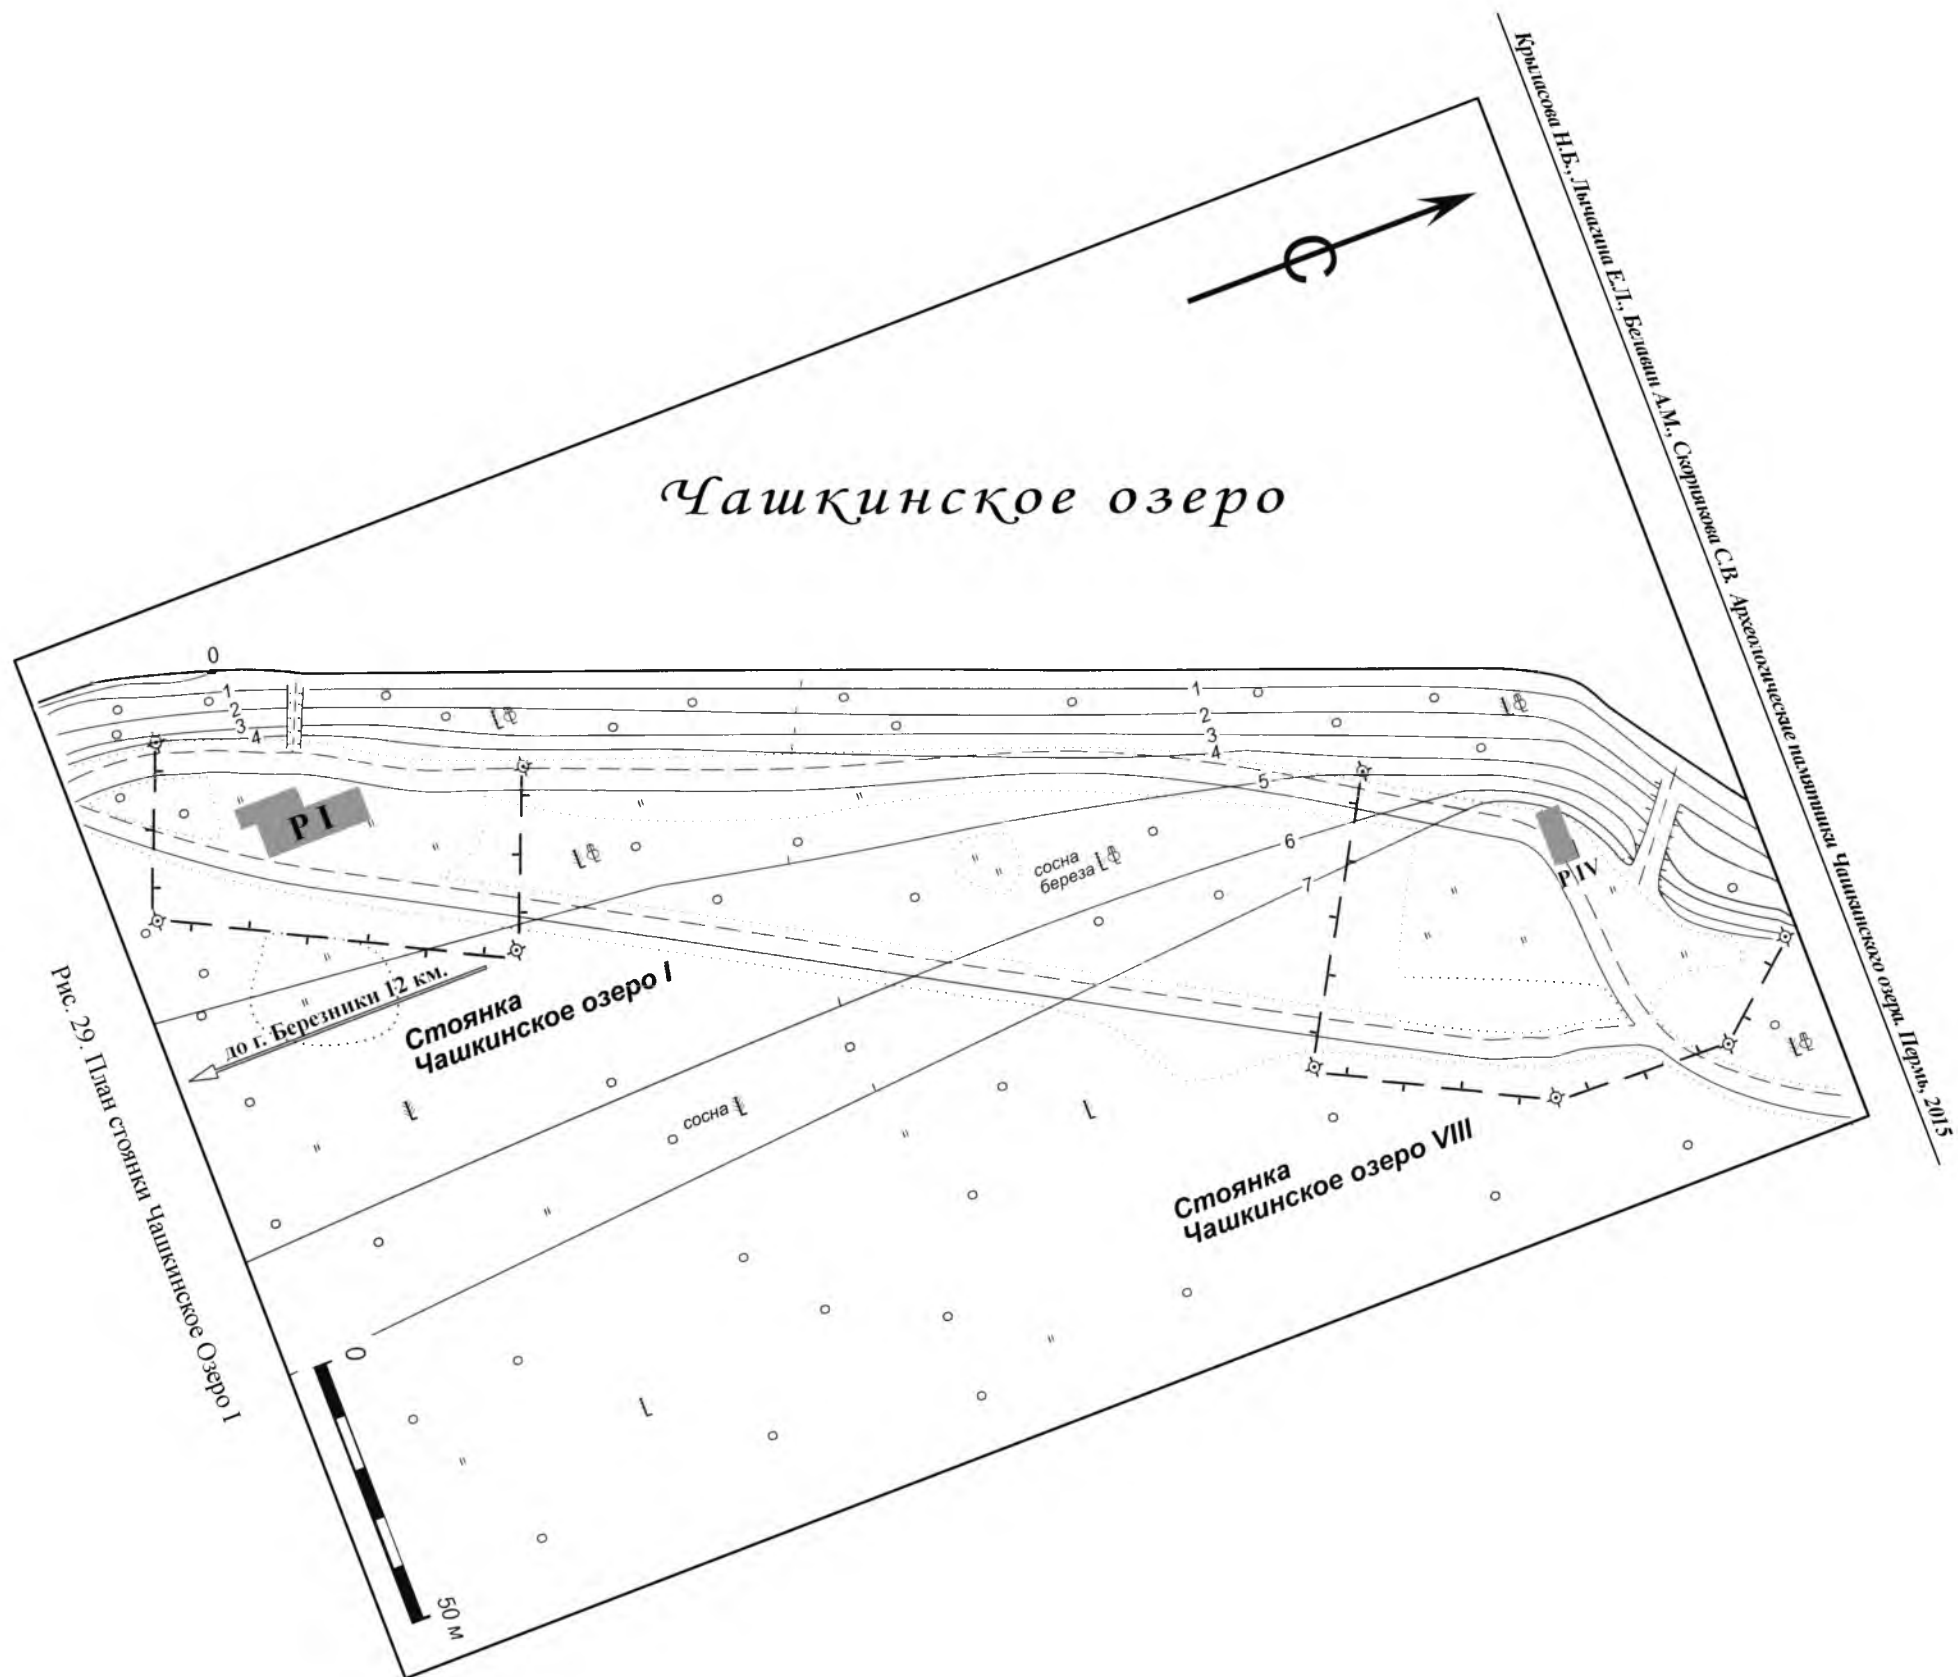 Крыласова Н.Б., Лычагина Е.Л., Белавин А.М., Скорнякова С.В. Археологические памятники Чашкинского озера. Пермь, 2015
С
Чашкинское озеро
0
1
2
3
4
1
2
3
4
5
6
7
Р I
Р IV
сосна
береза
до г. Березники 12 км.
Стоянка
Чашкинское озеро I
сосна
Стоянка
Чашкинское озеро VIII
0
50 м
Рис. 29. План стоянки Чашкинское Озеро I